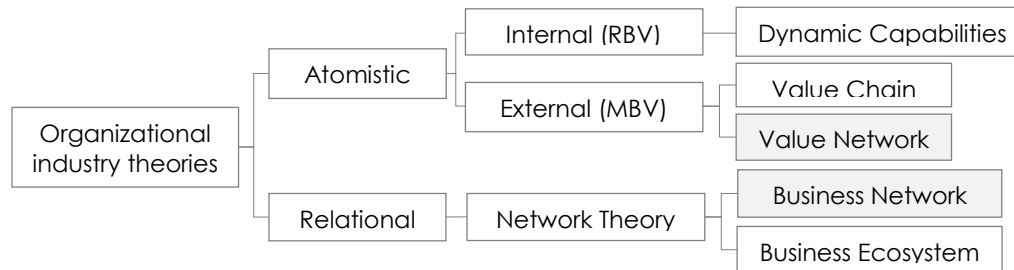 Internal (RBV)
Dynamic Capabilities
Atomistic
Value Chain
External (MBV)
Organizational
industry theories
Value Network
Business Network
Relational
Network Theory
Business Ecosystem